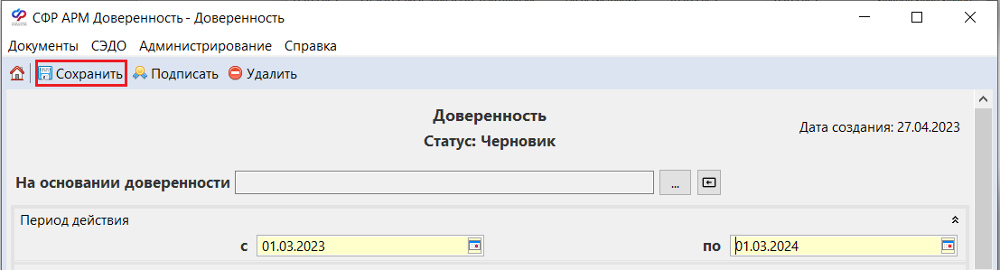 СФР АРМ Доверенность - Доверенность
Документы СЭДО Администрирование Справка
Сохранить Подписать Удалить
Доверенность
Дата создания: 27.04.2023
Статус: Черновик
На основании доверенности ...
Период действия
с 01.03.2023 по 01.03.2024